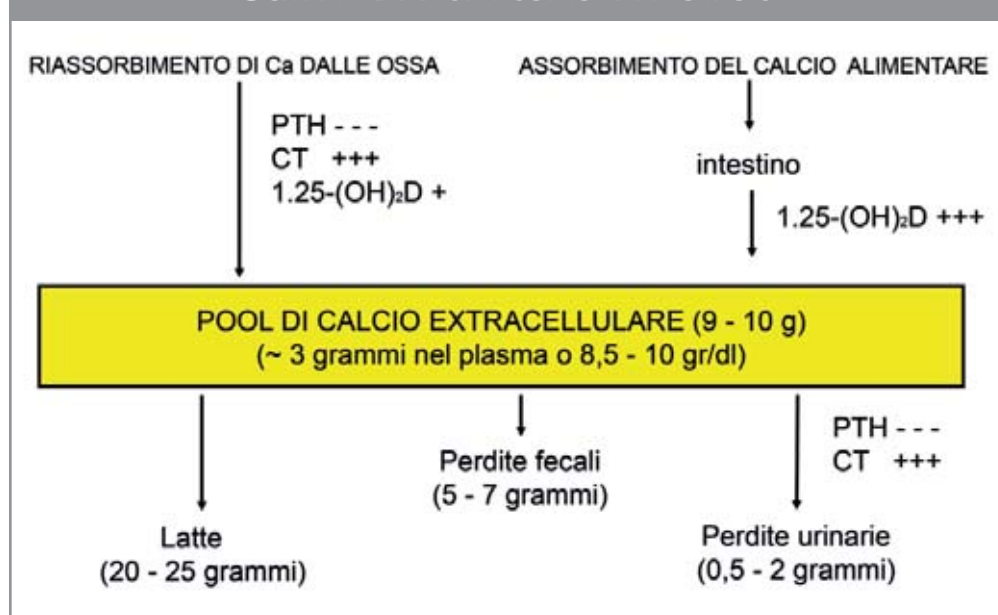 RIASSORBIMENTO DI Ca DALLE OSSA
PTH - - -
CT +++
1.25-(OH)₂D +
ASSORBIMENTO DEL CALCIO ALIMENTARE
intestino
1.25-(OH)₂D +++
POOL DI CALCIO EXTRACELLULARE (9 - 10 g)
(~ 3 grammi nel plasma o 8,5 - 10 gr/dl)
Latte
(20 - 25 grammi)
Perdite fecali
(5 - 7 grammi)
PTH - - -
CT +++
Perdite urinarie
(0,5 - 2 grammi)